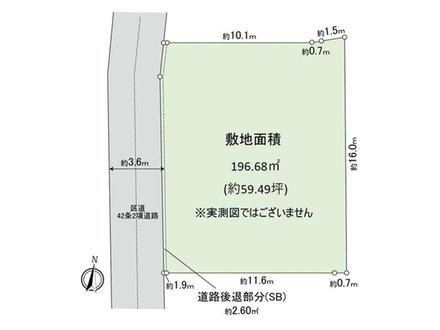 約10.1m
約1.5m
約0.7m
敷地面積
196.68㎡
(約59.49坪)
※実測図ではございません
約16.0m
約3.6m
区道
42条2項道路
N
約1.9m
約11.6m
約0.7m
道路後退部分(SB)
約2.60㎡